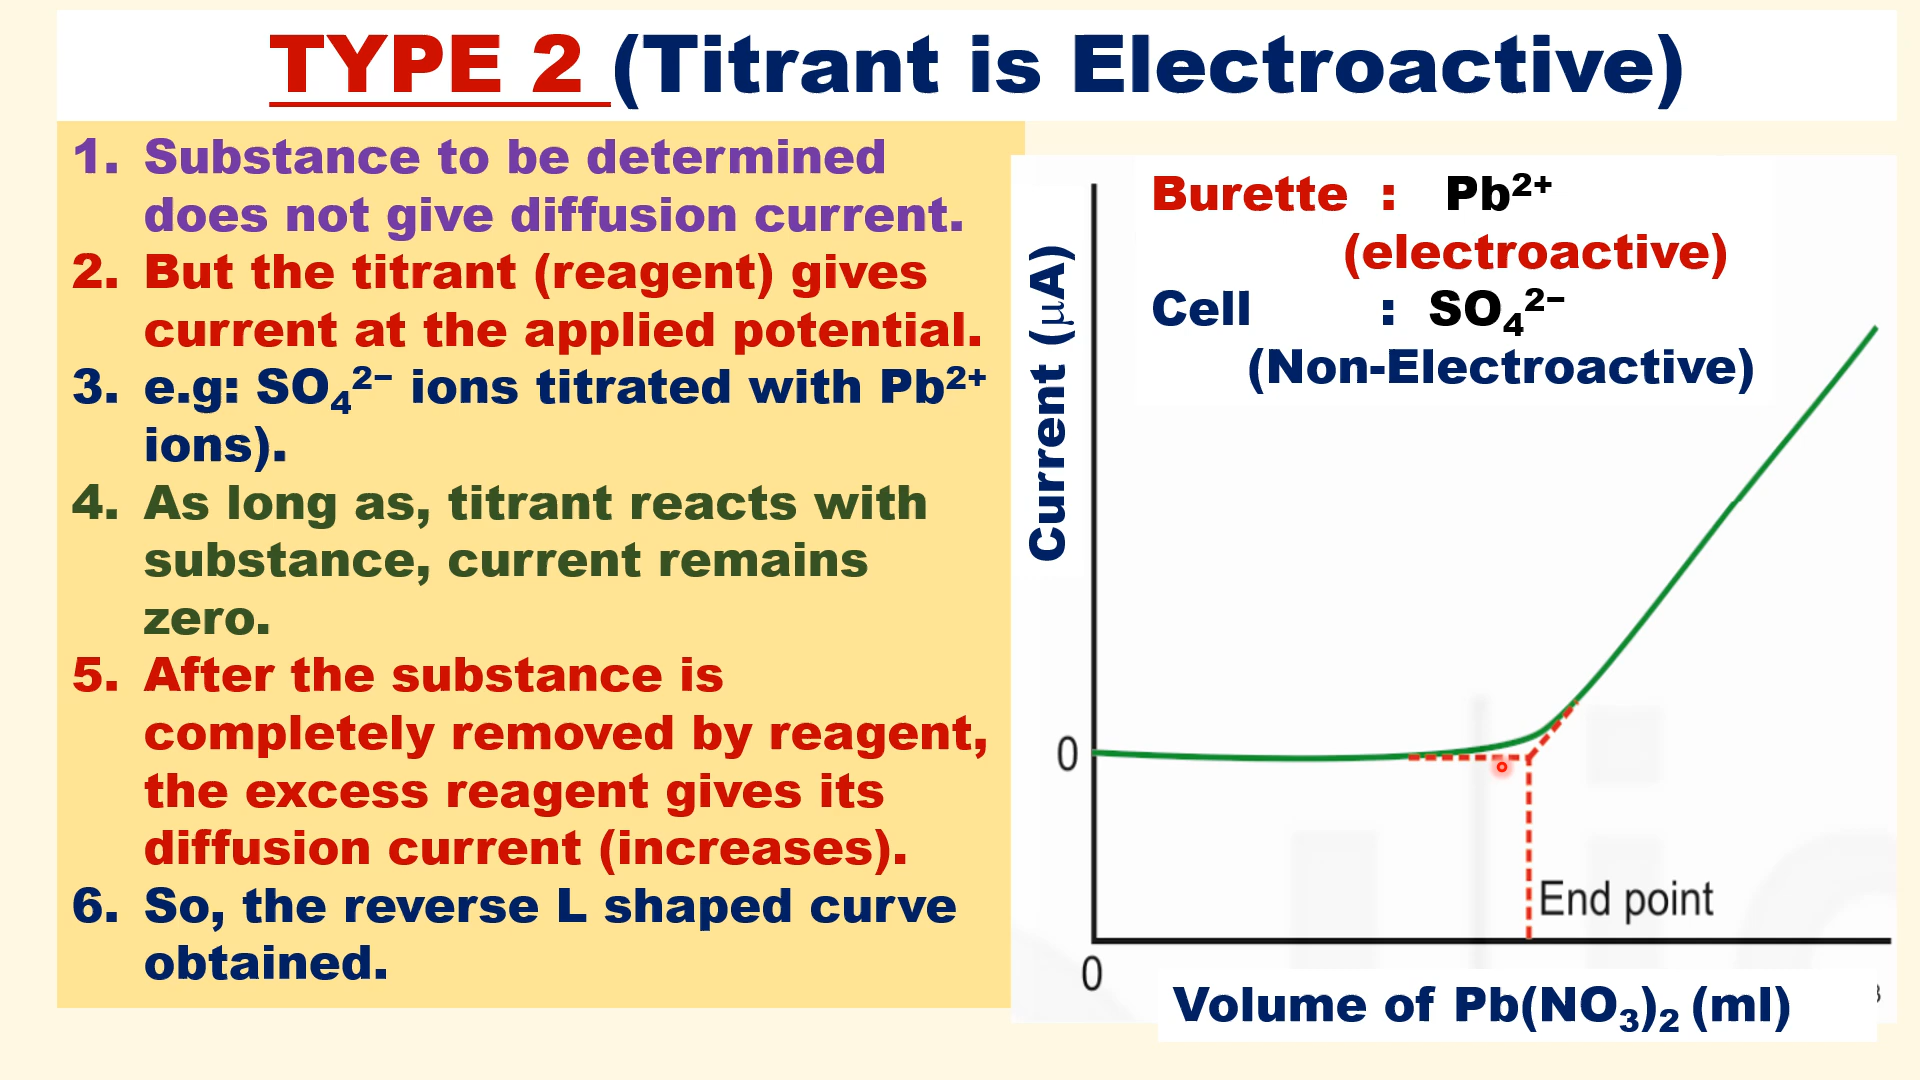 TYPE 2 (Titrant is Electroactive)
1. Substance to be determined
does not give diffusion current.
2. But the titrant (reagent) gives
current at the applied potential.
3. e.g: SO₄²⁻ ions titrated with Pb²⁺
ions).
4. As long as, titrant reacts with
substance, current remains
zero.
5. After the substance is
completely removed by reagent,
the excess reagent gives its
diffusion current (increases).
6. So, the reverse L shaped curve
obtained.
Burette : Pb²⁺
(electroactive)
Cell : SO₄²⁻
(Non-Electroactive)
Current (µA)
0
End point
0
Volume of Pb(NO₃)₂ (ml)